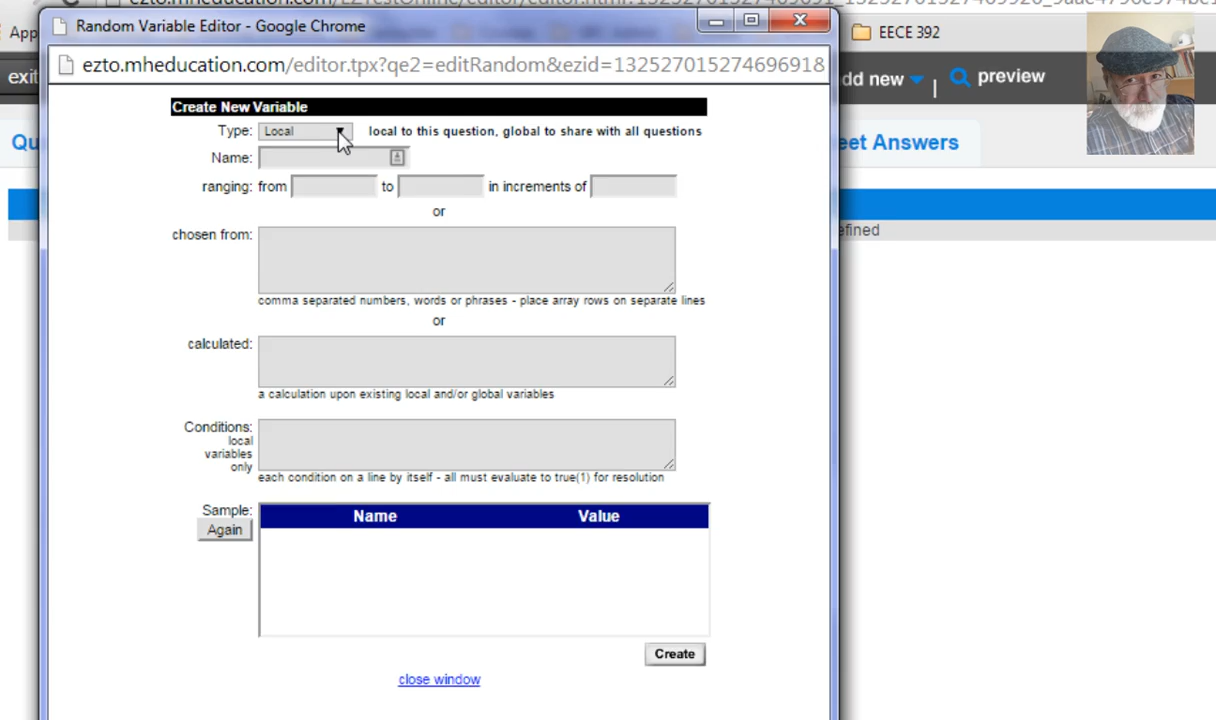 Random Variable Editor - Google Chrome
EECE 392
ezto.mheducation.com/editor.tpx?qe2=editRandom&ezid=13252701527469691&
exit
add new
|
preview
Create New Variable
Type: Local local to this question, global to share with all questions
Name:
ranging: from to in increments of
or
chosen from:
comma separated numbers, words or phrases - place array rows on separate lines
or
calculated:
a calculation upon existing local and/or global variables
Conditions:
local
variables
only
each condition on a line by itself - all must evaluate to true(1) for resolution
Sample:
Again
Name Value
Create
close window
Answers